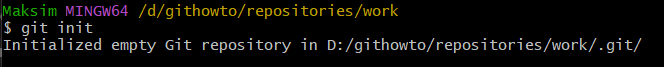 Maksim MINGW64 /d/githowto/repositories/work
$ git init
Initialized empty Git repository in D:/githowto/repositories/work/.git/